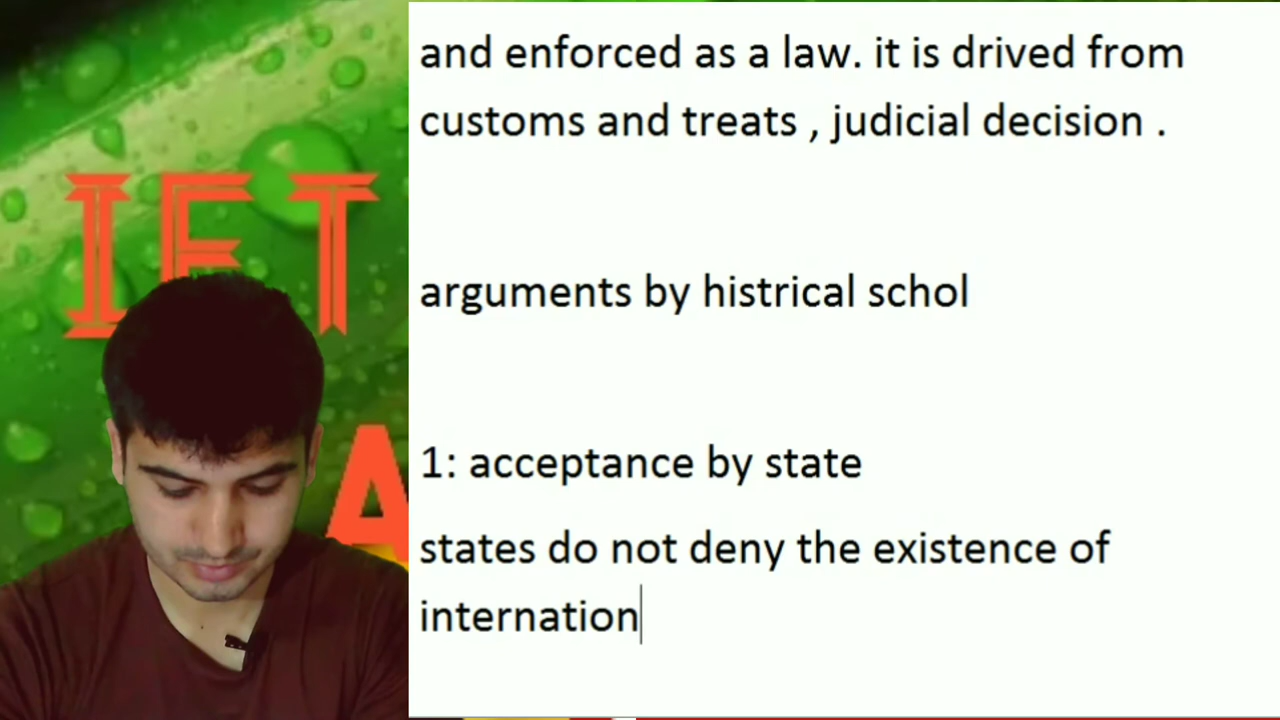 and enforced as a law. it is drived from
customs and treats , judicial decision .
arguments by histrical schol
1: acceptance by state
states do not deny the existence of
internation
IFT
A